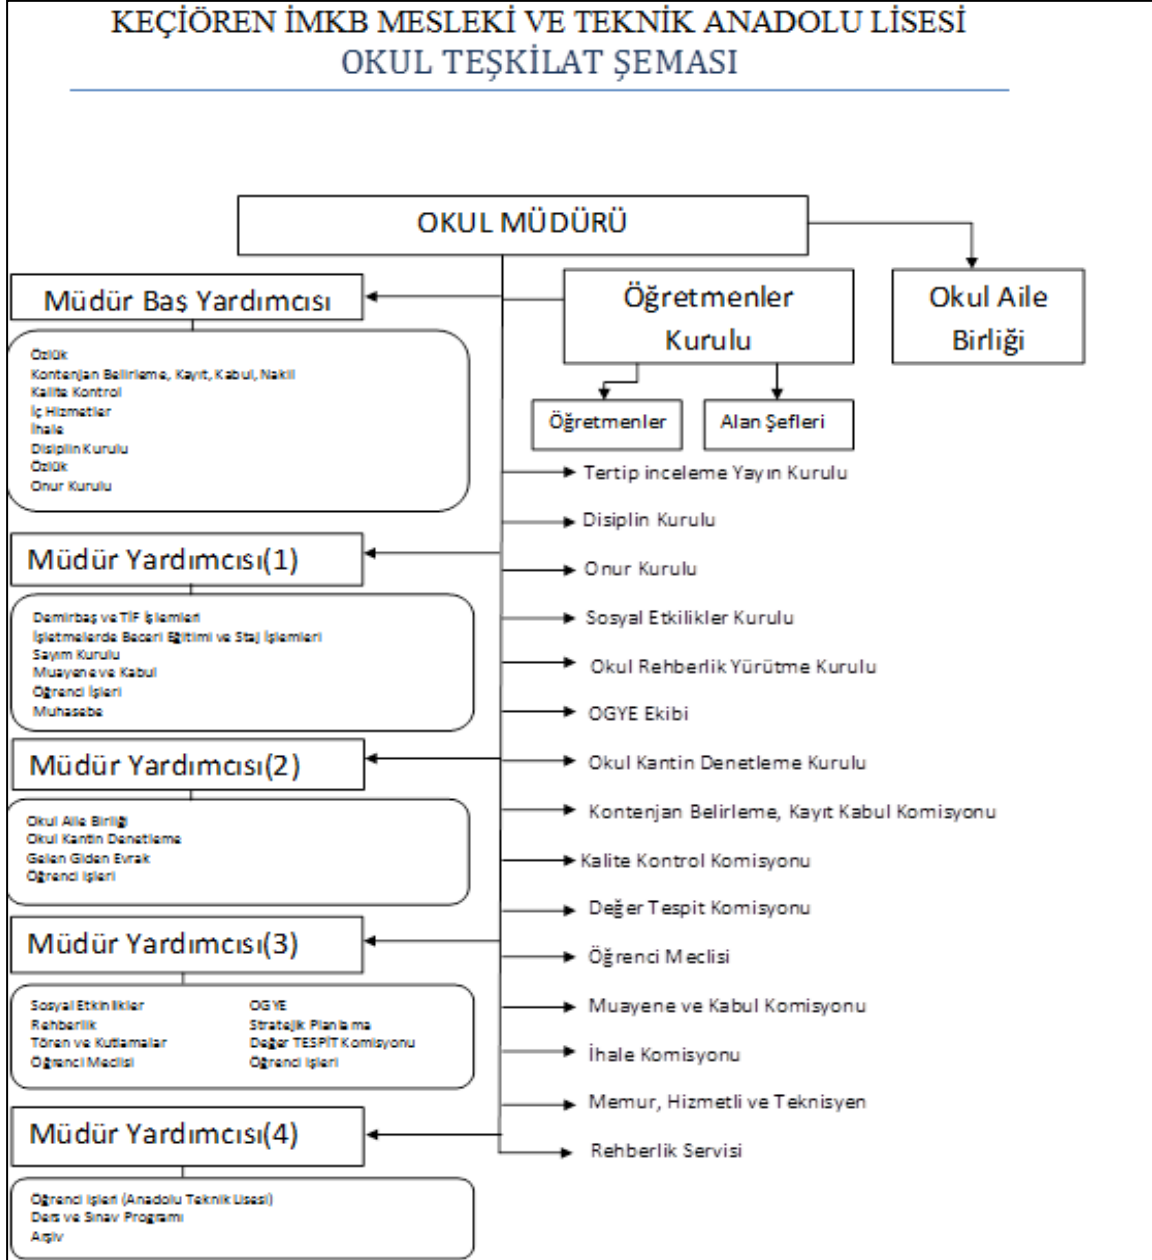 KEÇİÖREN İMKB MESLEKİ VE TEKNİK ANADOLU LİSESİ
OKUL TEŞKİLAT ŞEMASI
OKUL MÜDÜRÜ
Müdür Baş Yardımcısı
Özlük
Kontenjan Belirleme, Kayıt, Kabul, Nakil
Kalite Kontrol
İç Hizmetler
İhale
Disiplin Kurulu
Özlük
Onur Kurulu
Öğretmenler
Kurulu
Okul Aile
Birliği
Öğretmenler
Alan Şefleri
Müdür Yardımcısı(1)
Demirbaş ve TİF İşlemleri
İşletmelerde Beceri Eğitimi ve Staj İşlemleri
Sayım Kurulu
Muayene ve Kabul
Öğrenci İşleri
Muhasebe
Müdür Yardımcısı(2)
Okul Aile Birliği
Okul Kantin Denetleme
Gelen Giden Evrak
Öğrenci İşleri
Müdür Yardımcısı(3)
Sosyal Etkinlikler
Rehberlik
Tören ve Kutlamalar
Öğrenci Meclisi
OGYE
Stratejik Planlama
Değer TESPİT Komisyonu
Öğrenci İşleri
Müdür Yardımcısı(4)
Öğrenci İşleri (Anadolu Teknik Lisesi)
Ders ve Sınav Programı
Arşiv
Tertip inceleme Yayın Kurulu
Disiplin Kurulu
Onur Kurulu
Sosyal Etkilikler Kurulu
Okul Rehberlik Yürütme Kurulu
OGYE Ekibi
Okul Kantin Denetleme Kurulu
Kontenjan Belirleme, Kayıt Kabul Komisyonu
Kalite Kontrol Komisyonu
Değer Tespit Komisyonu
Öğrenci Meclisi
Muayene ve Kabul Komisyonu
İhale Komisyonu
Memur, Hizmetli ve Teknisyen
Rehberlik Servisi